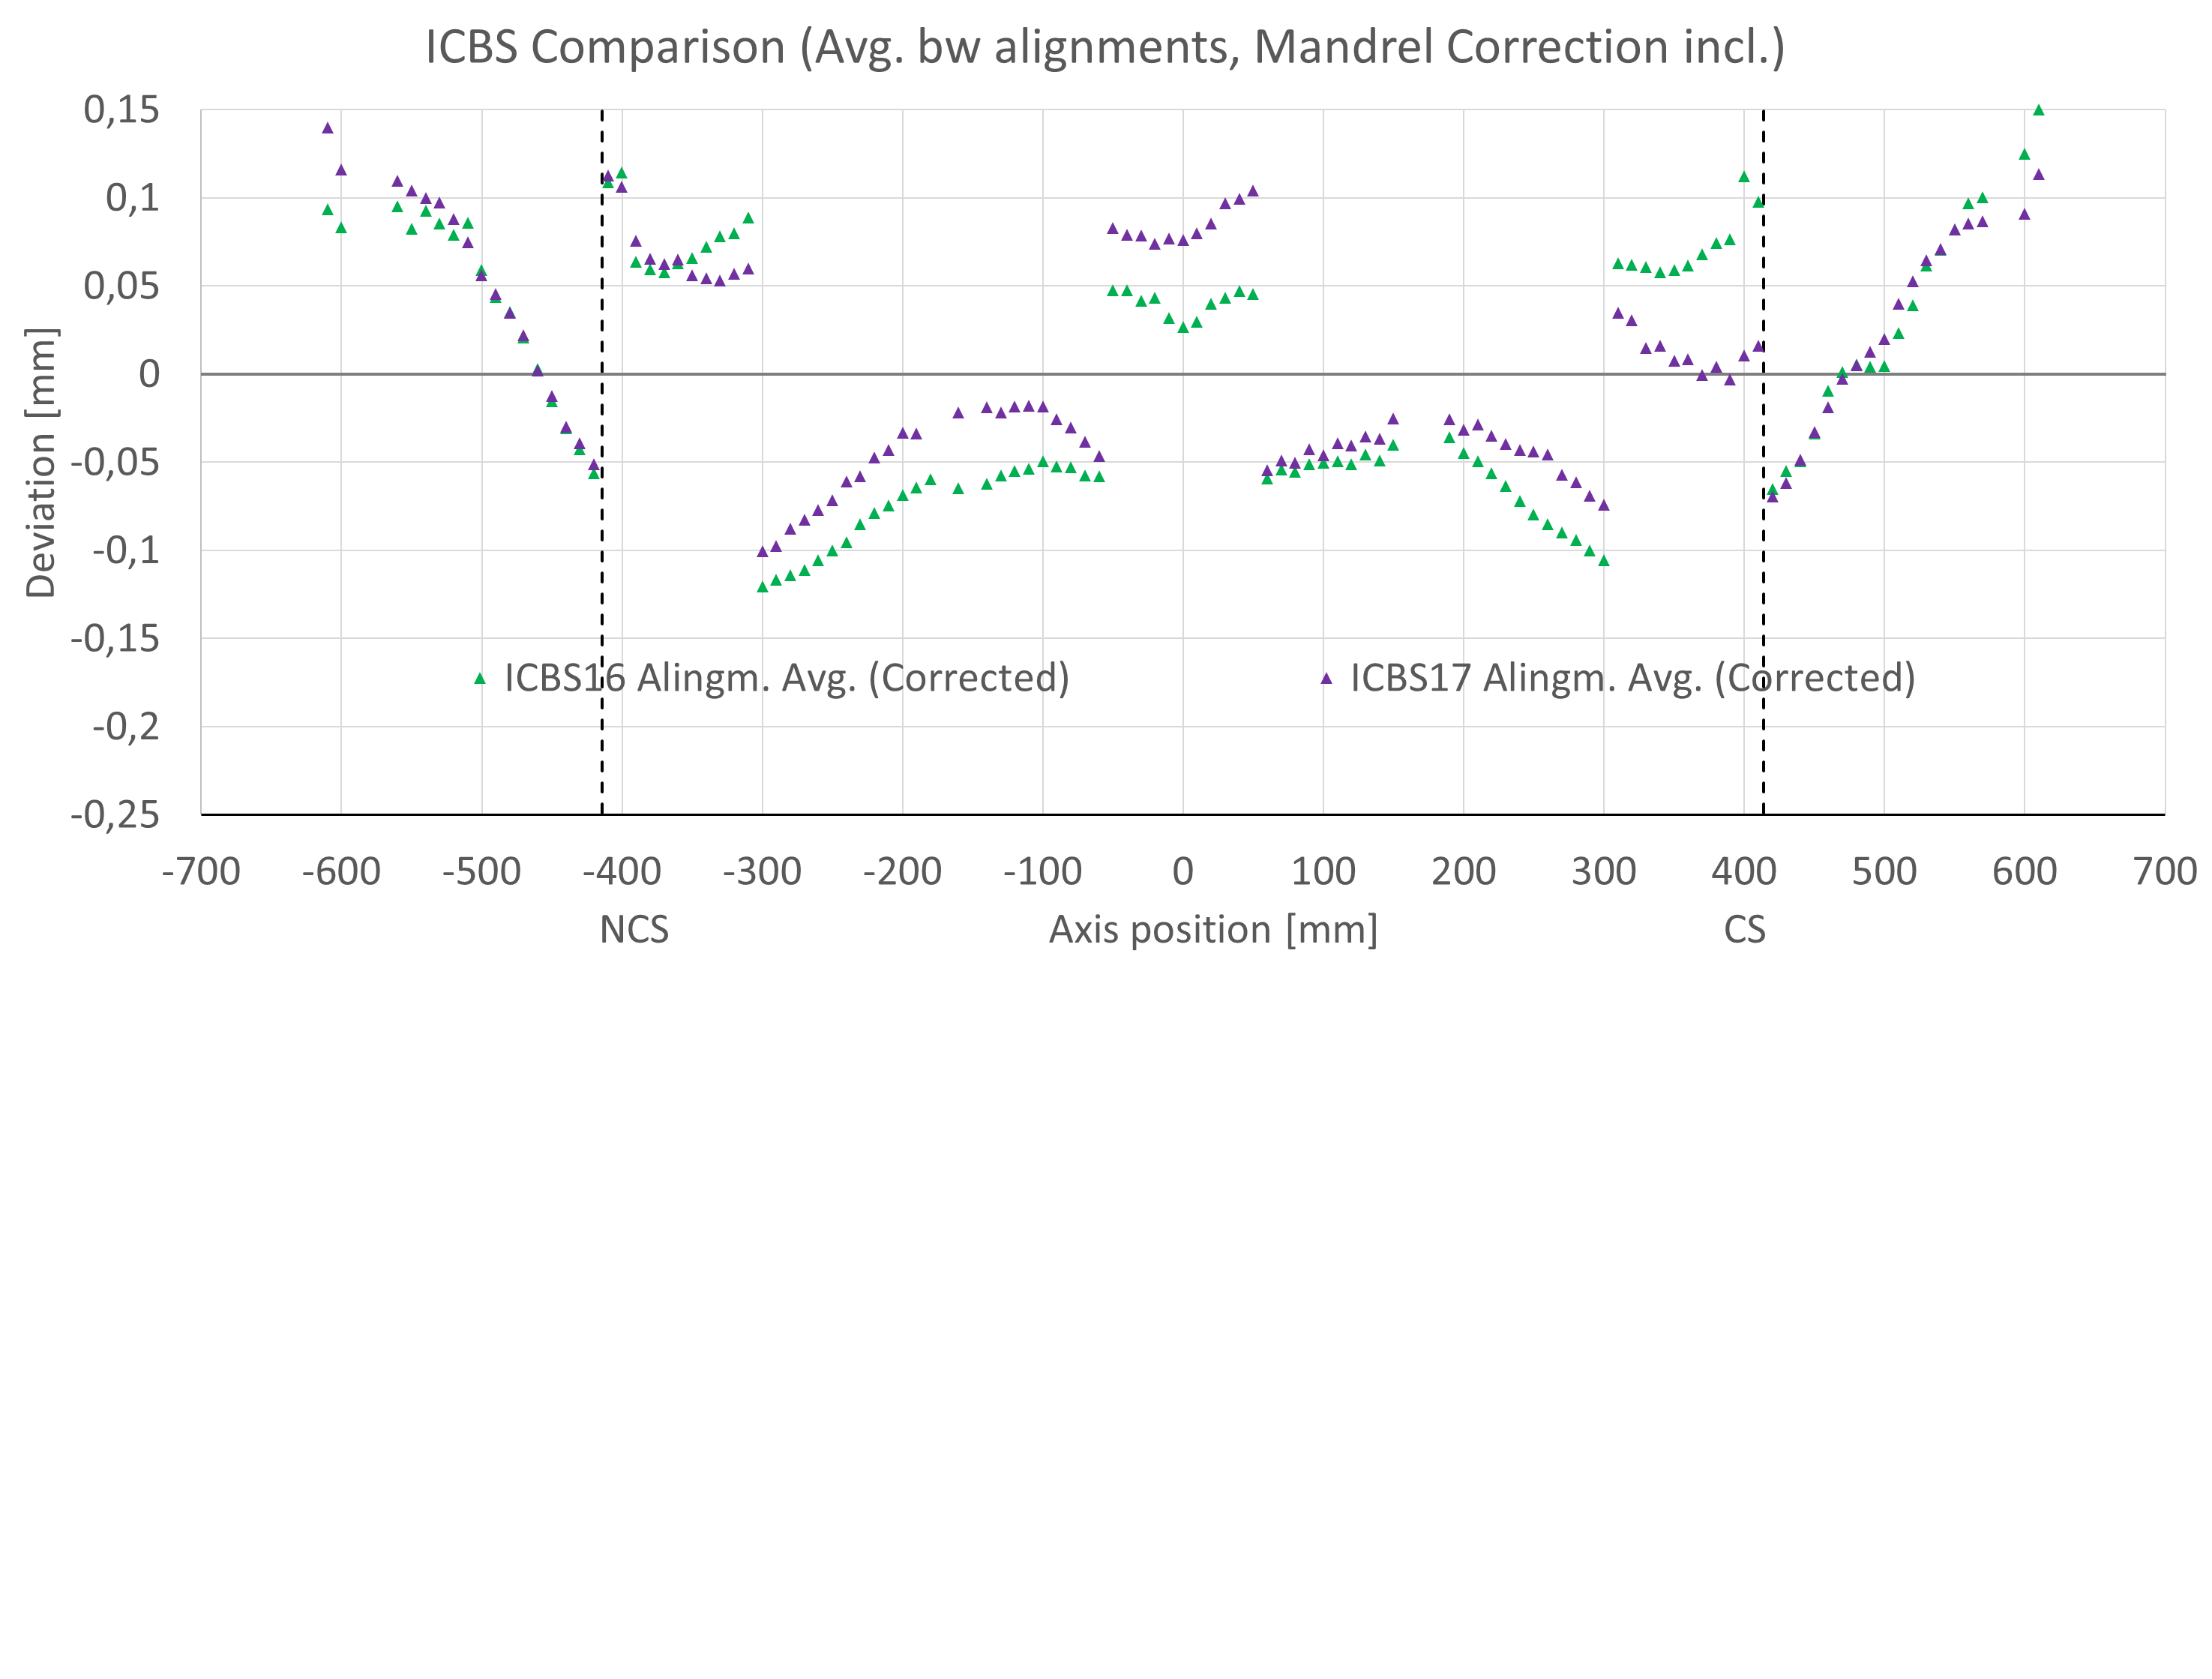 ICBS Comparison (Avg. bw alignments, Mandrel Correction incl.)
0,15
0,1
0,05
0
-0,05
-0,1
-0,15
-0,2
-0,25
Deviation [mm]
ICBS16 Alingm. Avg. (Corrected)
ICBS17 Alingm. Avg. (Corrected)
-700 -600 -500 -400 -300 -200 -100 0 100 200 300 400 500 600 700
NCS Axis position [mm] CS